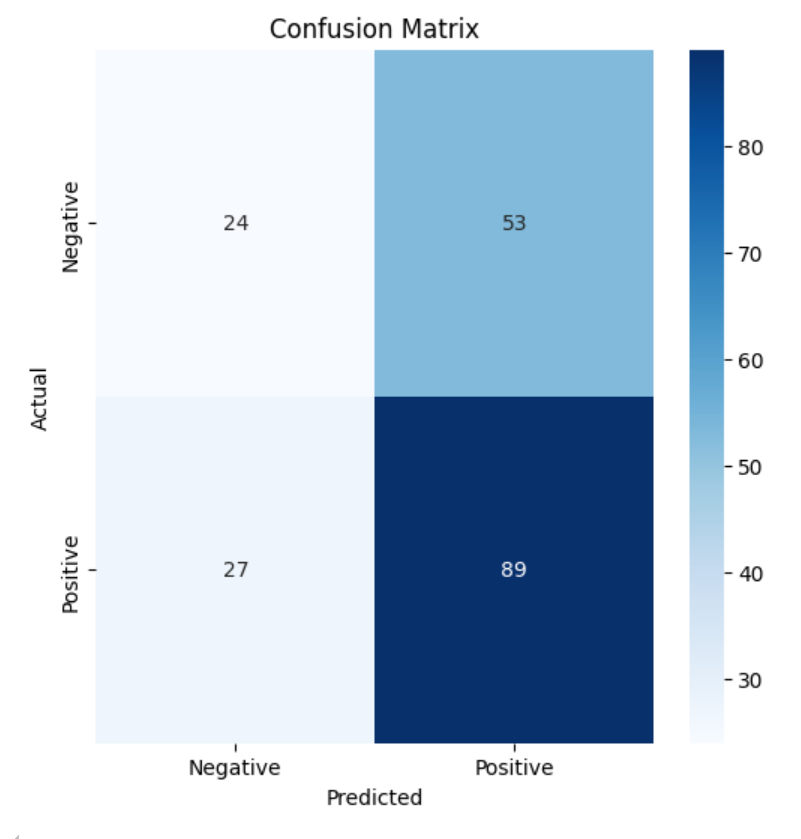 Confusion Matrix
Negative
24
53
80
70
60
Actual
50
40
Positive
27
89
30
Negative
Positive
Predicted